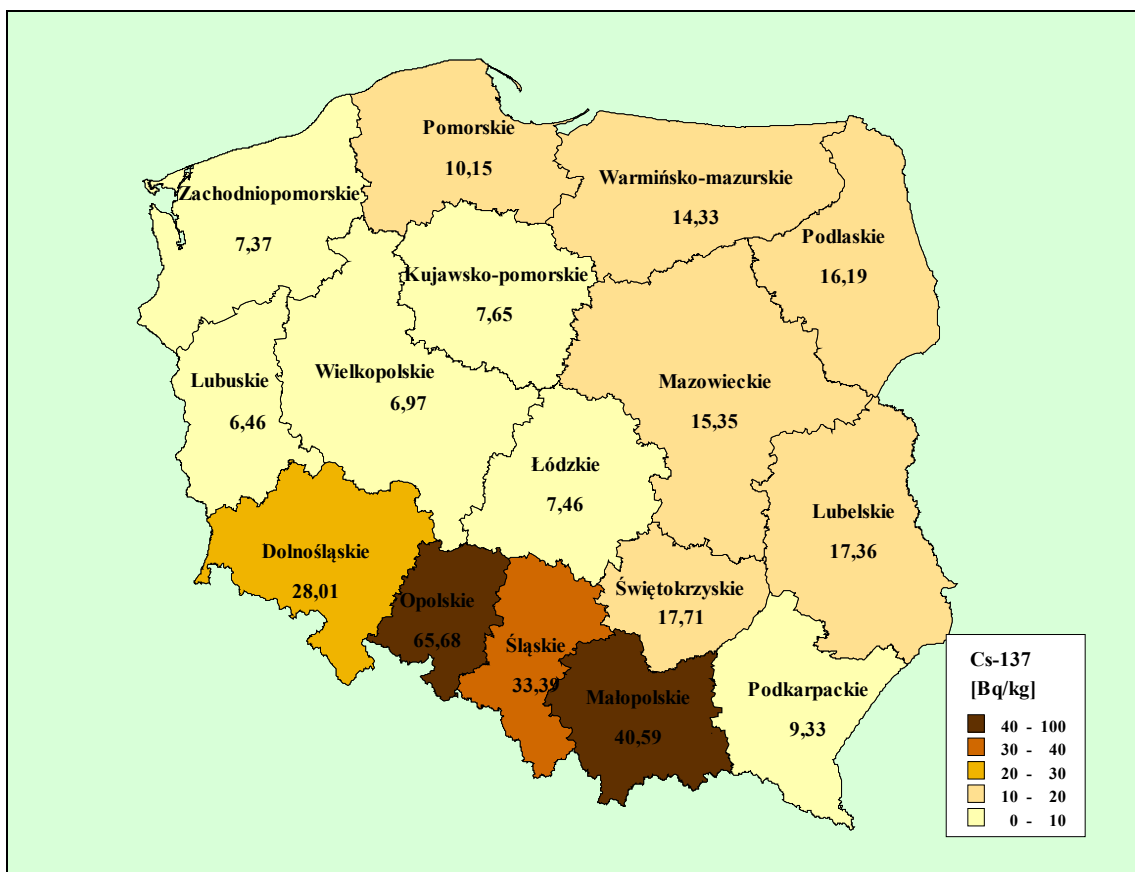 Pomorskie
10,15
Warmińsko-mazurskie
14,33
Zachodniopomorskie
7,37
Podlaskie
16,19
Kujawsko-pomorskie
7,65
Wielkopolskie
6,97
Lubuskie
6,46
Mazowieckie
15,35
Łódzkie
7,46
Lubelskie
17,36
Dolnośląskie
28,01
Opolskie
65,68
Świętokrzyskie
17,71
Śląskie
33,39
Małopolskie
40,59
Podkarpackie
9,33
Cs-137
[Bq/kg]
40 - 100
30 - 40
20 - 30
10 - 20
0 - 10